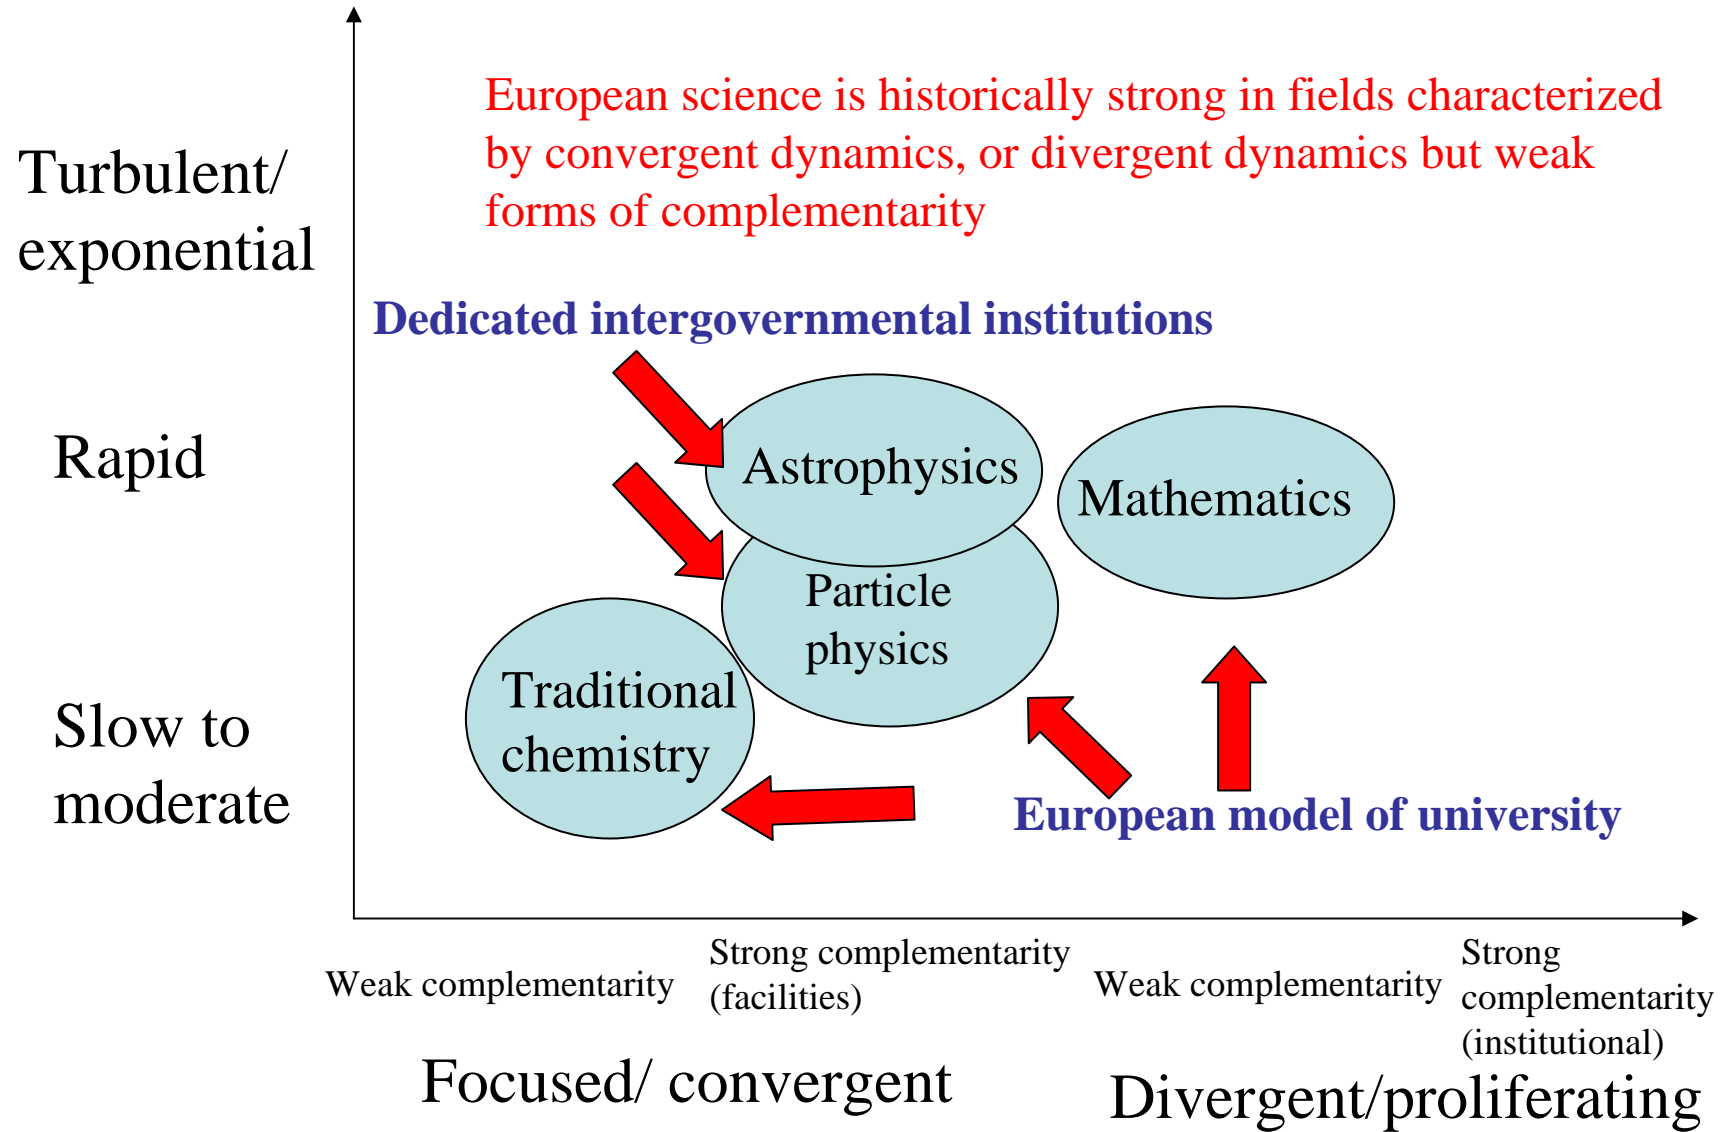 European science is historically strong in fields characterized
by convergent dynamics, or divergent dynamics but weak
forms of complementarity
Turbulent/
exponential
Dedicated intergovernmental institutions
Rapid
Astrophysics
Mathematics
Particle
physics
Slow to
moderate
Traditional
chemistry
European model of university
Weak complementarity
Strong complementarity
(facilities)
Weak complementarity
Strong
complementarity
(institutional)
Focused/ convergent
Divergent/proliferating